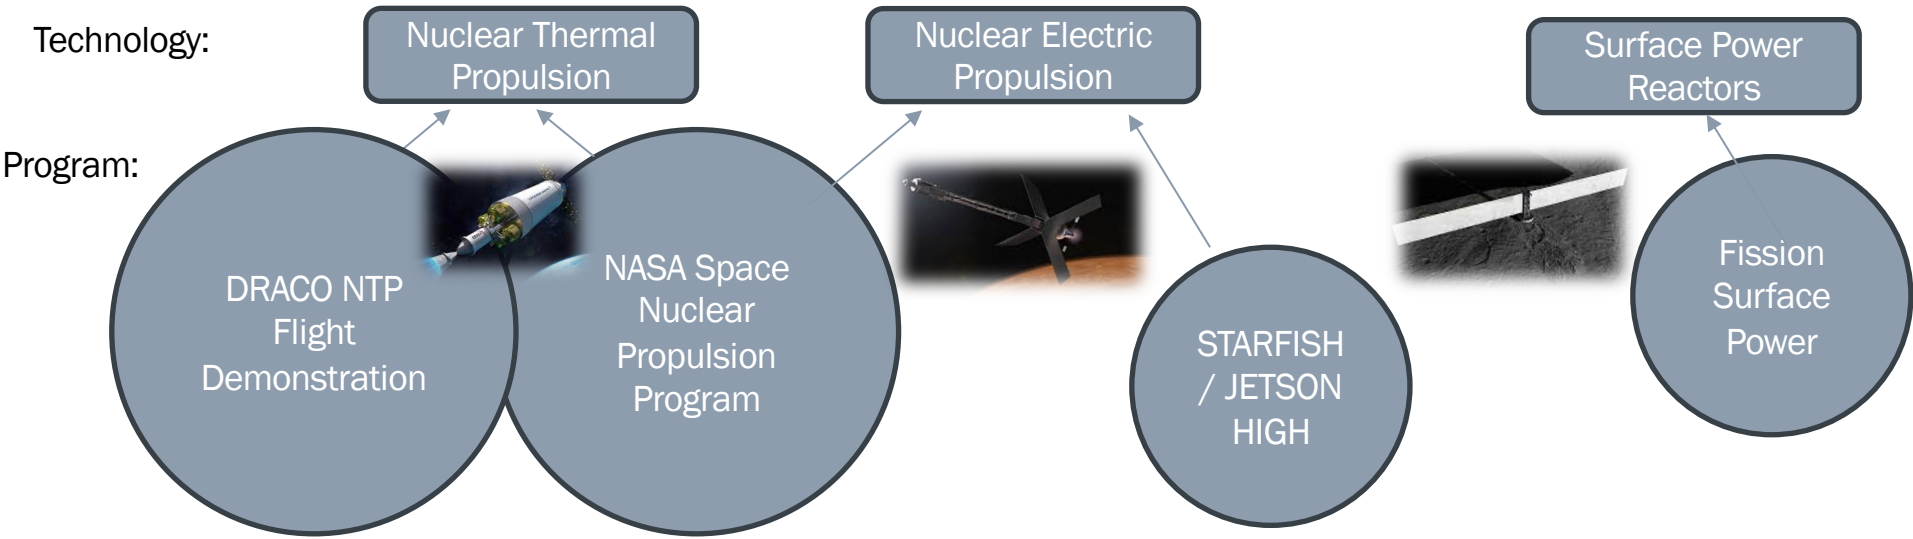 Technology:
Nuclear Thermal
Propulsion
Nuclear Electric
Propulsion
Surface Power
Reactors
Program:
DRACO NTP
Flight
Demonstration
NASA Space
Nuclear
Propulsion
Program
STARFISH
/ JETSON
HIGH
Fission
Surface
Power